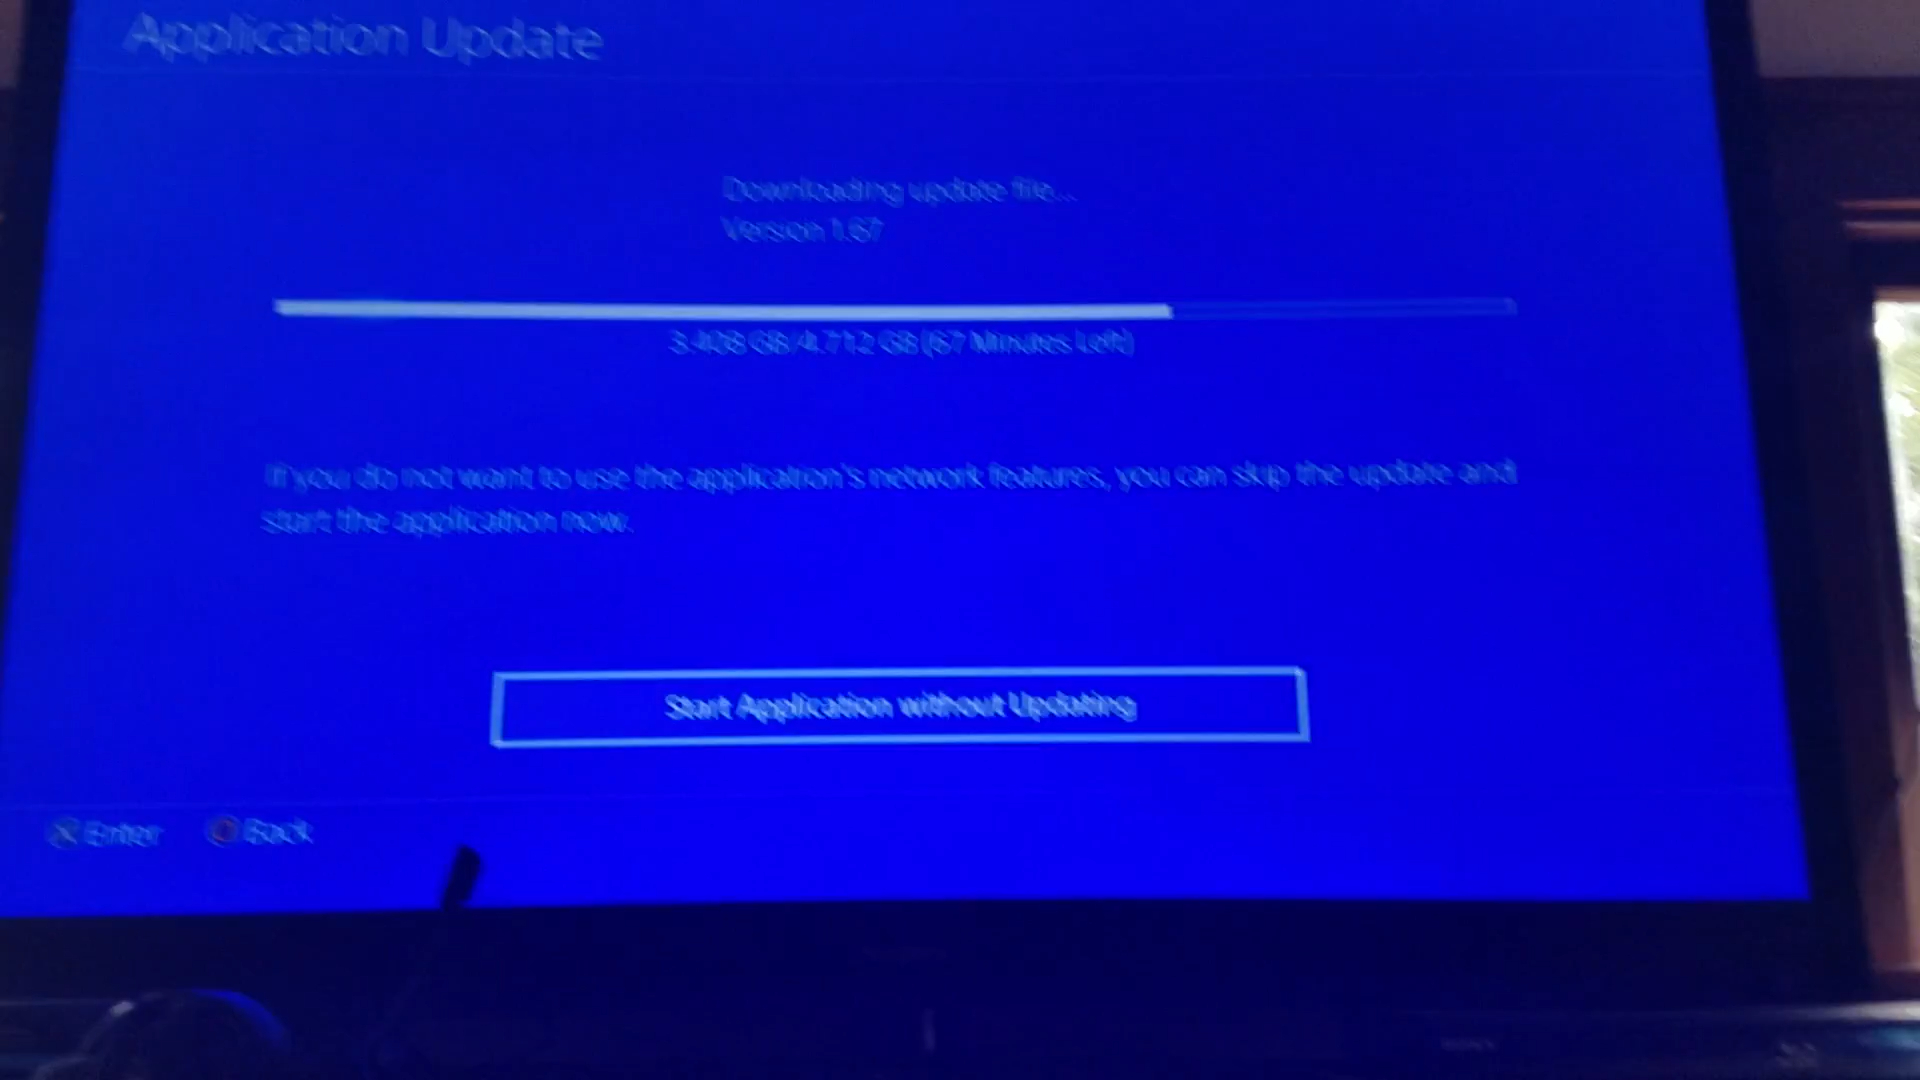 Application Update
Downloading update file...
Version 1.67
3.408 GB/4.712 GB (67 Minutes Left)
If you do not want to use the application's network features, you can skip the update and
start the application now.
Start Application without Updating
Enter Back